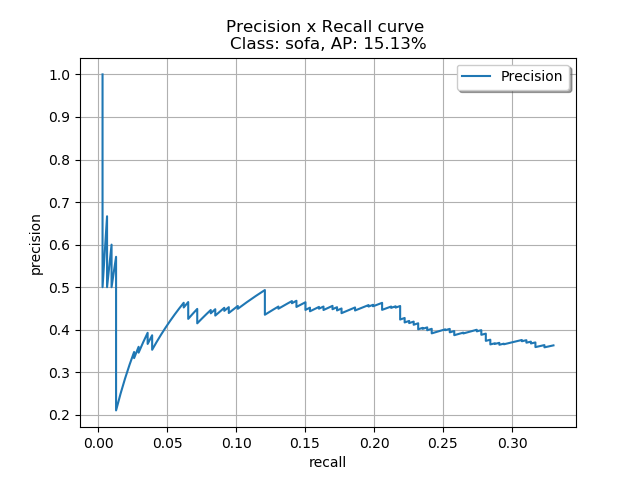 Precision x Recall curve
Class: sofa, AP: 15.13%
Precision
1.0
0.9
0.8
0.7
0.6
0.5
0.4
0.3
0.2
precision
0.00 0.05 0.10 0.15 0.20 0.25 0.30
recall